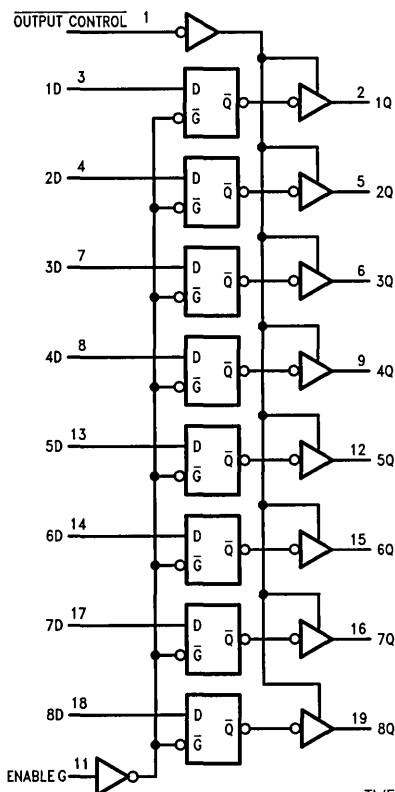 OUTPUT CONTROL 1
1D 3 D G̅ Q̅ 2 1Q
2D 4 D G̅ Q̅ 5 2Q
3D 7 D G̅ Q̅ 6 3Q
4D 8 D G̅ Q̅ 9 4Q
5D 13 D G̅ Q̅ 12 5Q
6D 14 D G̅ Q̅ 15 6Q
7D 17 D G̅ Q̅ 16 7Q
8D 18 D G̅ Q̅ 19 8Q
ENABLE G 11